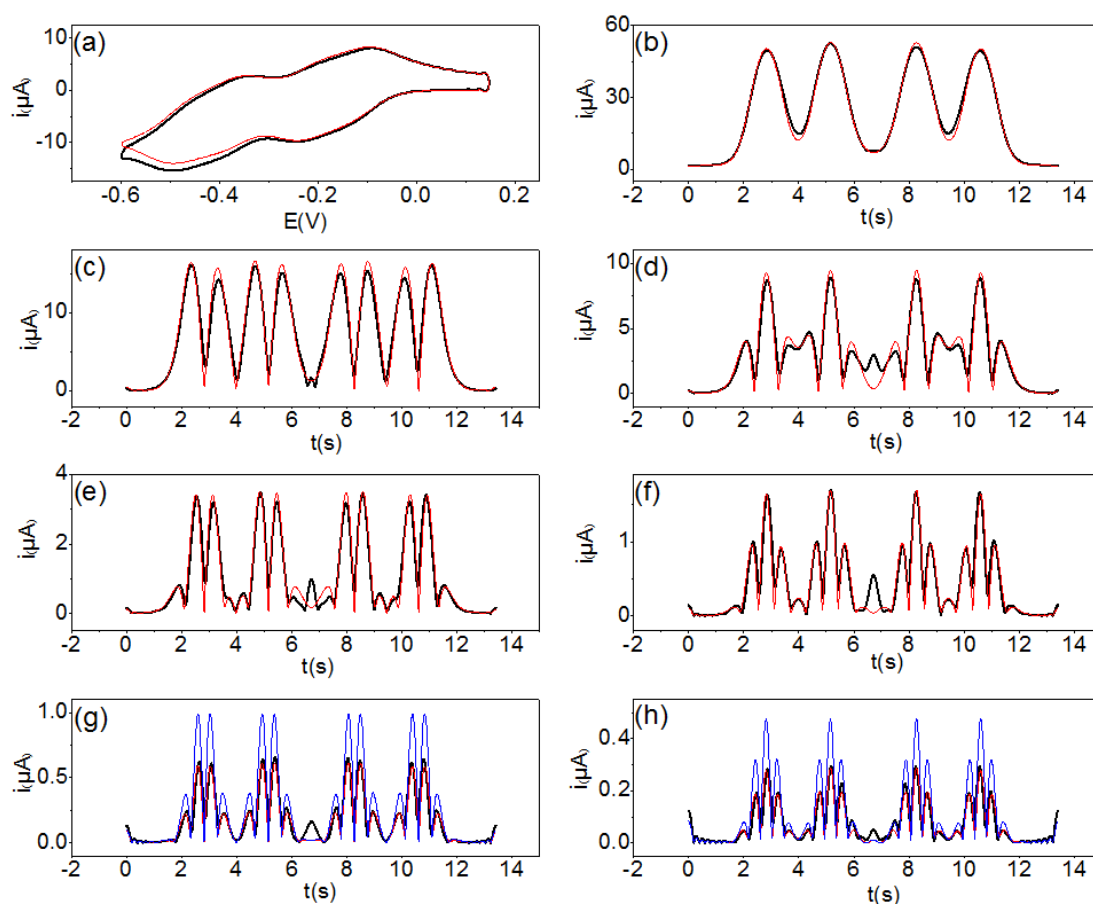 (a)
10
0
-10
i(μA)
-0.6 -0.4 -0.2 0.0 0.2
E(V)
(b)
60
30
0
i(μA)
-2 0 2 4 6 8 10 12 14
t(s)
(c)
10
0
i(μA)
-2 0 2 4 6 8 10 12 14
t(s)
(d)
10
5
0
i(μA)
-2 0 2 4 6 8 10 12 14
t(s)
(e)
4
2
0
i(μA)
-2 0 2 4 6 8 10 12 14
t(s)
(f)
1
0
i(μA)
-2 0 2 4 6 8 10 12 14
t(s)
(g)
1.0
0.5
0.0
i(μA)
-2 0 2 4 6 8 10 12 14
t(s)
(h)
0.4
0.2
0.0
i(μA)
-2 0 2 4 6 8 10 12 14
t(s)